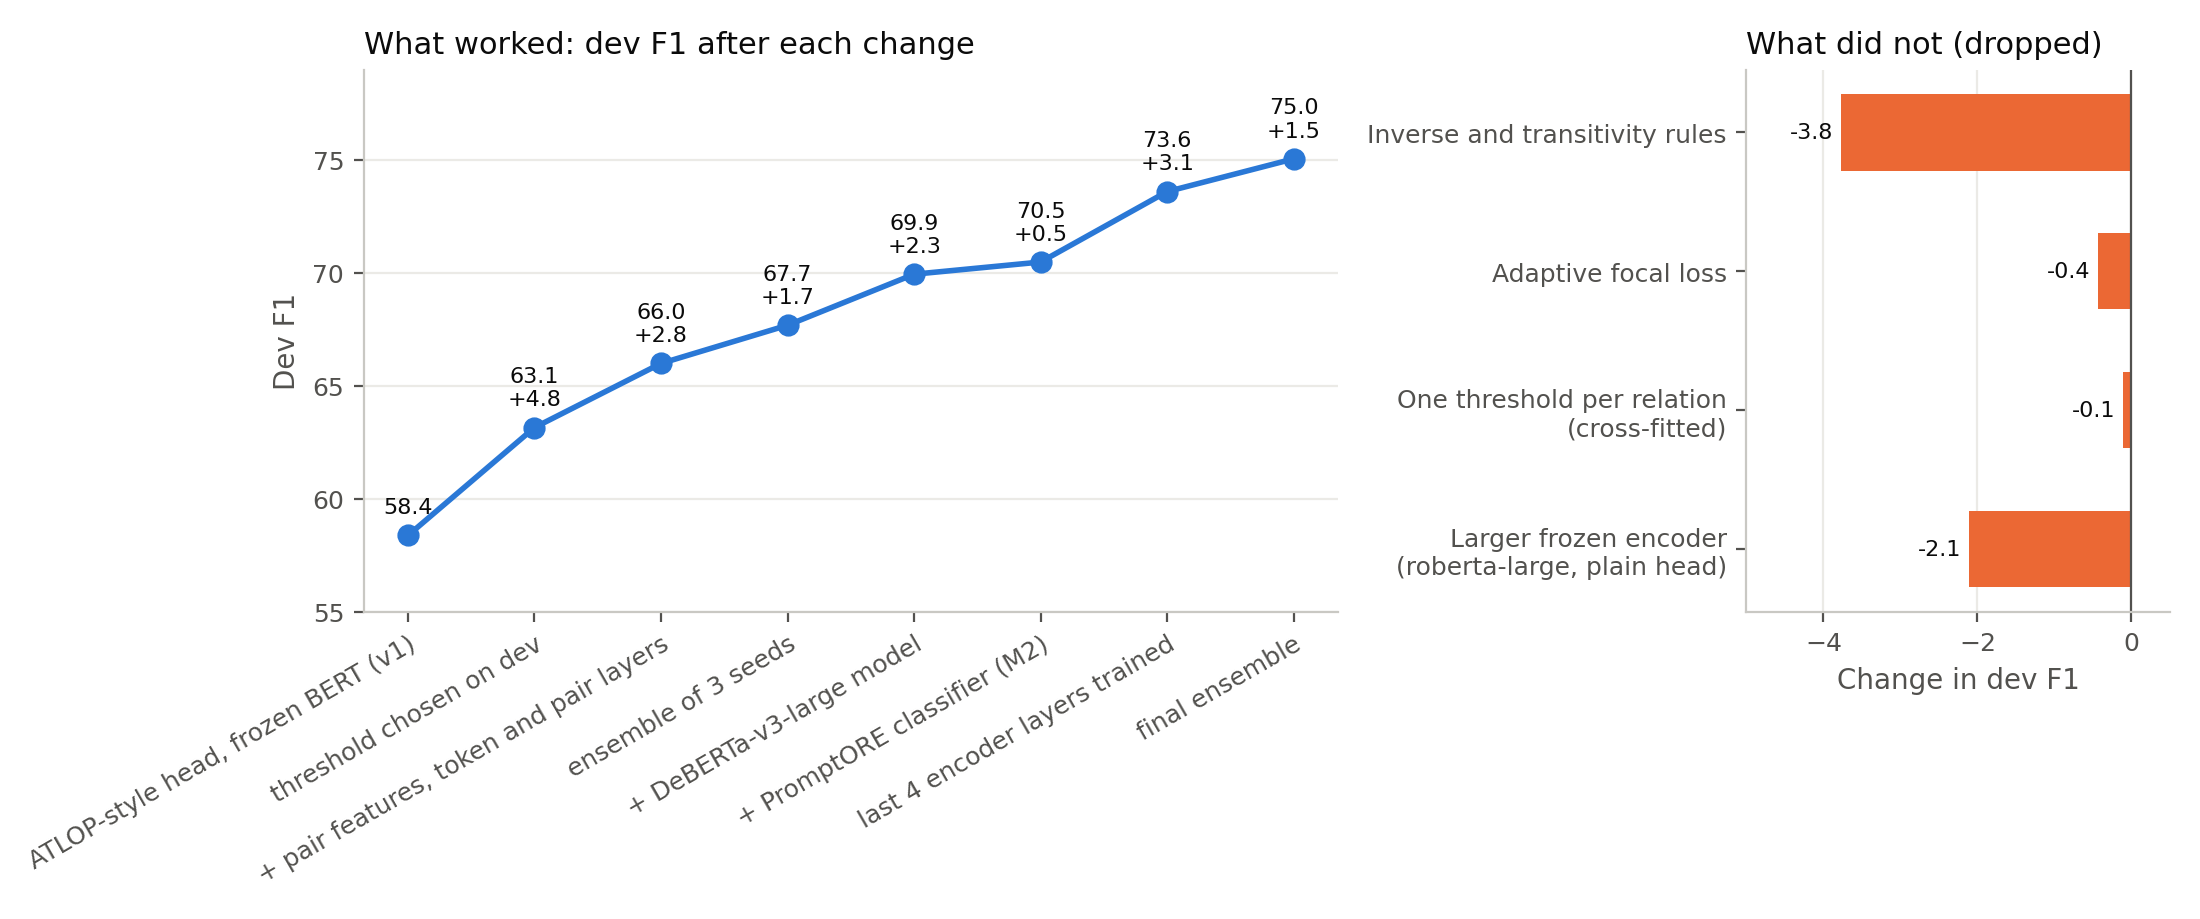 What worked: dev F1 after each change
Dev F1
75
70
65
60
55
58.4
63.1
+4.8
66.0
+2.8
67.7
+1.7
69.9
+2.3
70.5
+0.5
73.6
+3.1
75.0
+1.5
ATLOP-style head, frozen BERT (v1)
threshold chosen on dev
+ pair features, token and pair layers
ensemble of 3 seeds
+ DeBERTa-v3-large model
+ PromptORE classifier (M2)
last 4 encoder layers trained
final ensemble
What did not (dropped)
Inverse and transitivity rules
-3.8
Adaptive focal loss
-0.4
One threshold per relation
(cross-fitted)
-0.1
Larger frozen encoder
(roberta-large, plain head)
-2.1
−4
−2
0
Change in dev F1